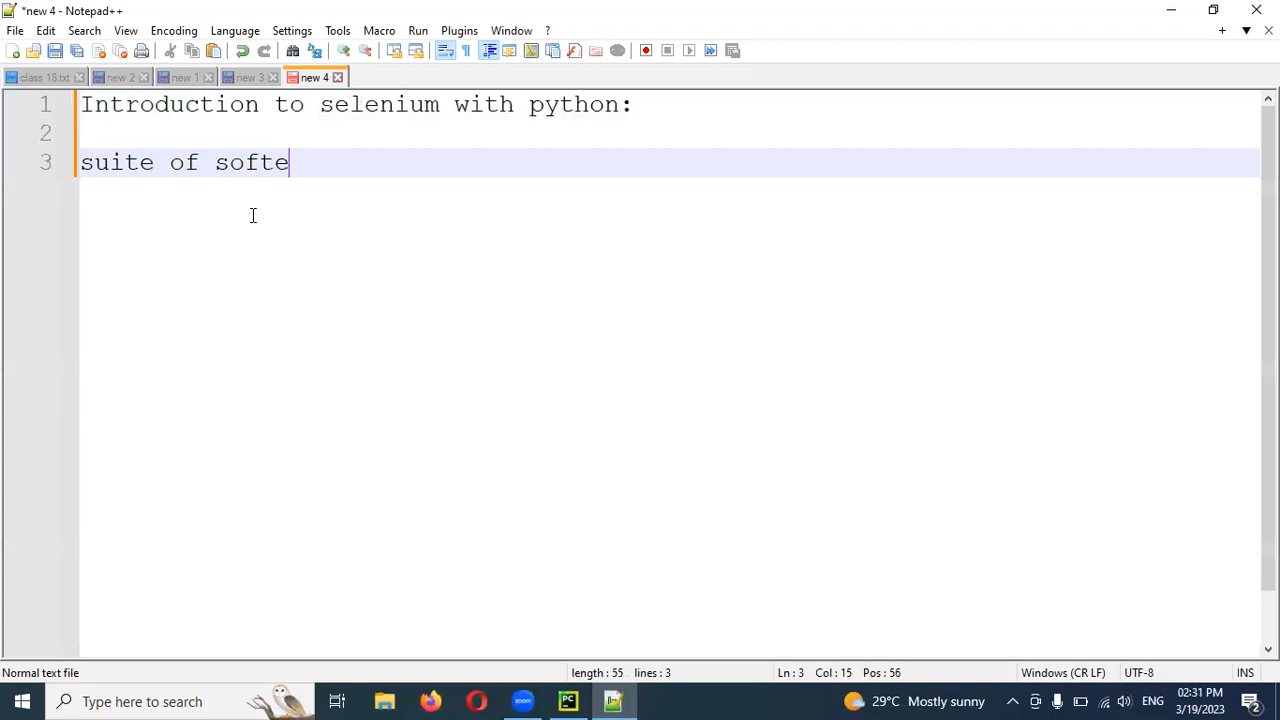 *new 4 - Notepad++
File Edit Search View Encoding Language Settings Tools Macro Run Plugins Window ?
class 18.txt new 2 new 1 new 3 new 4
1 Introduction to selenium with python:
2
3 suite of softe
Normal text file length : 55 lines : 3 Ln : 3 Col : 15 Pos : 56 Windows (CR LF) UTF-8 INS
Type here to search zoom PC 29°C Mostly sunny ENG 02:31 PM
3/19/2023 2